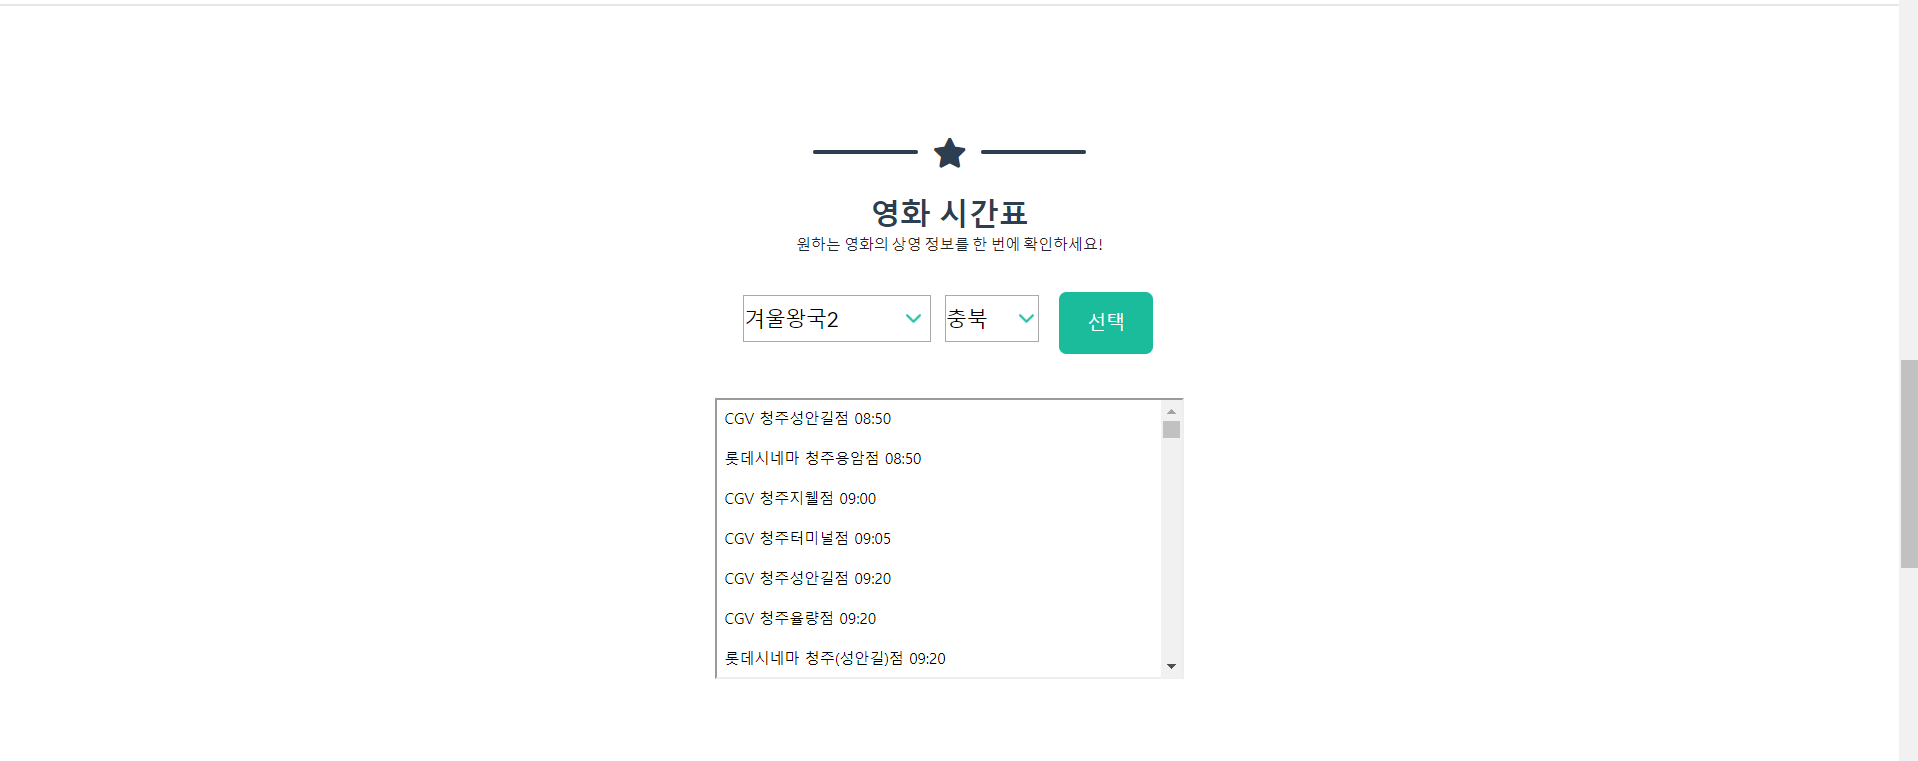 영화 시간표
원하는 영화의 상영 정보를 한 번에 확인하세요!
겨울왕국2 충북 선택
CGV 청주성안길점 08:50
롯데시네마 청주용암점 08:50
CGV 청주지웰점 09:00
CGV 청주터미널점 09:05
CGV 청주성안길점 09:20
CGV 청주율량점 09:20
롯데시네마 청주(성안길)점 09:20